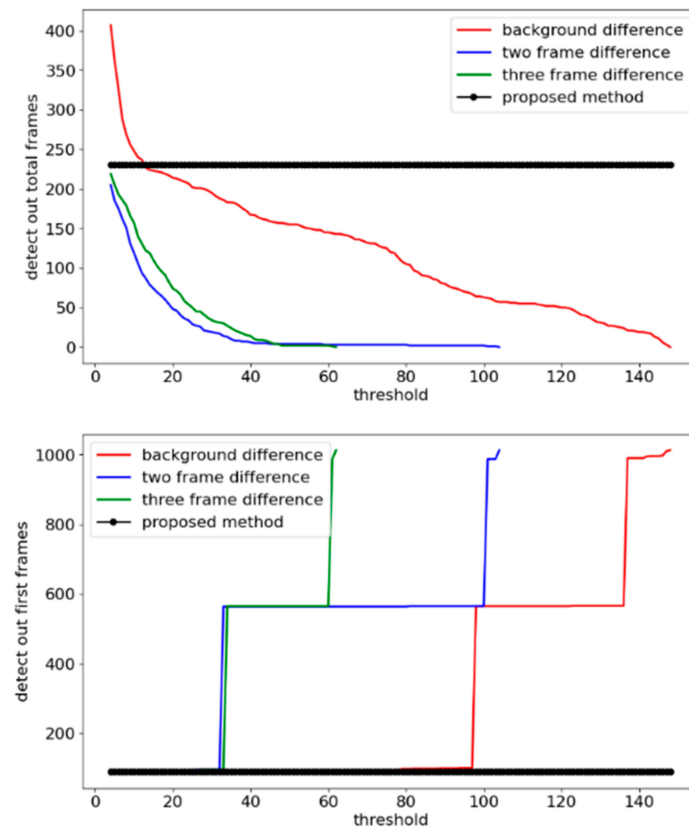 400
350
300
250
200
150
100
50
0
detect out total frames
background difference
two frame difference
three frame difference
proposed method
0 20 40 60 80 100 120 140
threshold
1000
800
600
400
200
detect out first frames
background difference
two frame difference
three frame difference
proposed method
0 20 40 60 80 100 120 140
threshold